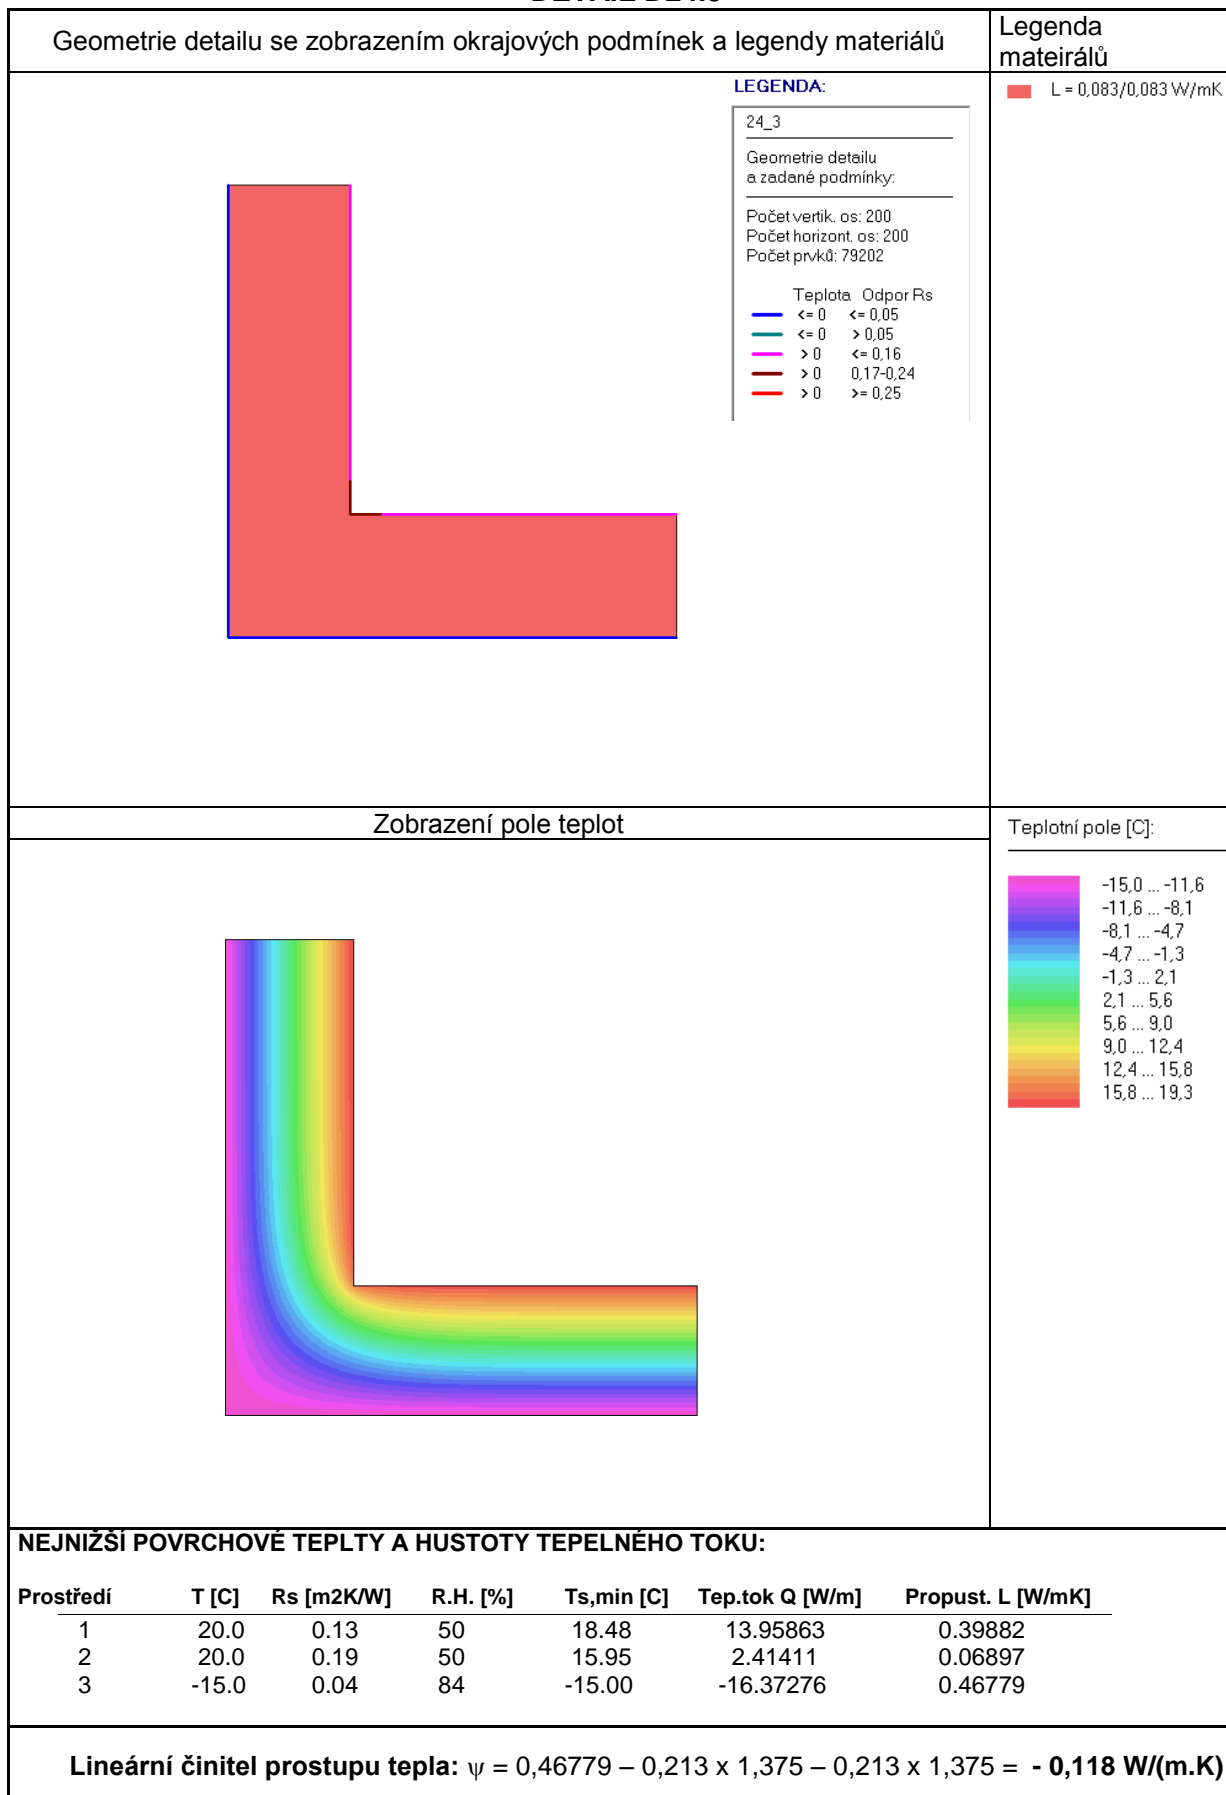 Geometrie detailu se zobrazením okrajových podmínek a legendy materiálů
Legenda
mateirálů
LEGENDA:
24_3
Geometrie detailu
a zadané podmínky:
Počet vertik. os: 200
Počet horizont. os: 200
Počet prvků: 79202
Teplota Odpor Rs
<= 0 <= 0,05
<= 0 > 0,05
> 0 <= 0,16
> 0 0,17-0,24
> 0 >= 0,25
L = 0,083/0,083 W/mK
Zobrazení pole teplot
Teplotní pole [C]:
-15,0 ... -11,6
-11,6 ... -8,1
-8,1 ... -4,7
-4,7 ... -1,3
-1,3 ... 2,1
2,1 ... 5,6
5,6 ... 9,0
9,0 ... 12,4
12,4 ... 15,8
15,8 ... 19,3
NEJNIŽŠÍ POVRCHOVÉ TEPLTY A HUSTOTY TEPELNÉHO TOKU:
Prostředí T [C] Rs [m2K/W] R.H. [%] Ts,min [C] Tep.tok Q [W/m] Propust. L [W/mK]
1 20.0 0.13 50 18.48 13.95863 0.39882
2 20.0 0.19 50 15.95 2.41411 0.06897
3 -15.0 0.04 84 -15.00 -16.37276 0.46779
Lineární činitel prostupu tepla: ψ = 0,46779 – 0,213 x 1,375 – 0,213 x 1,375 = - 0,118 W/(m.K)